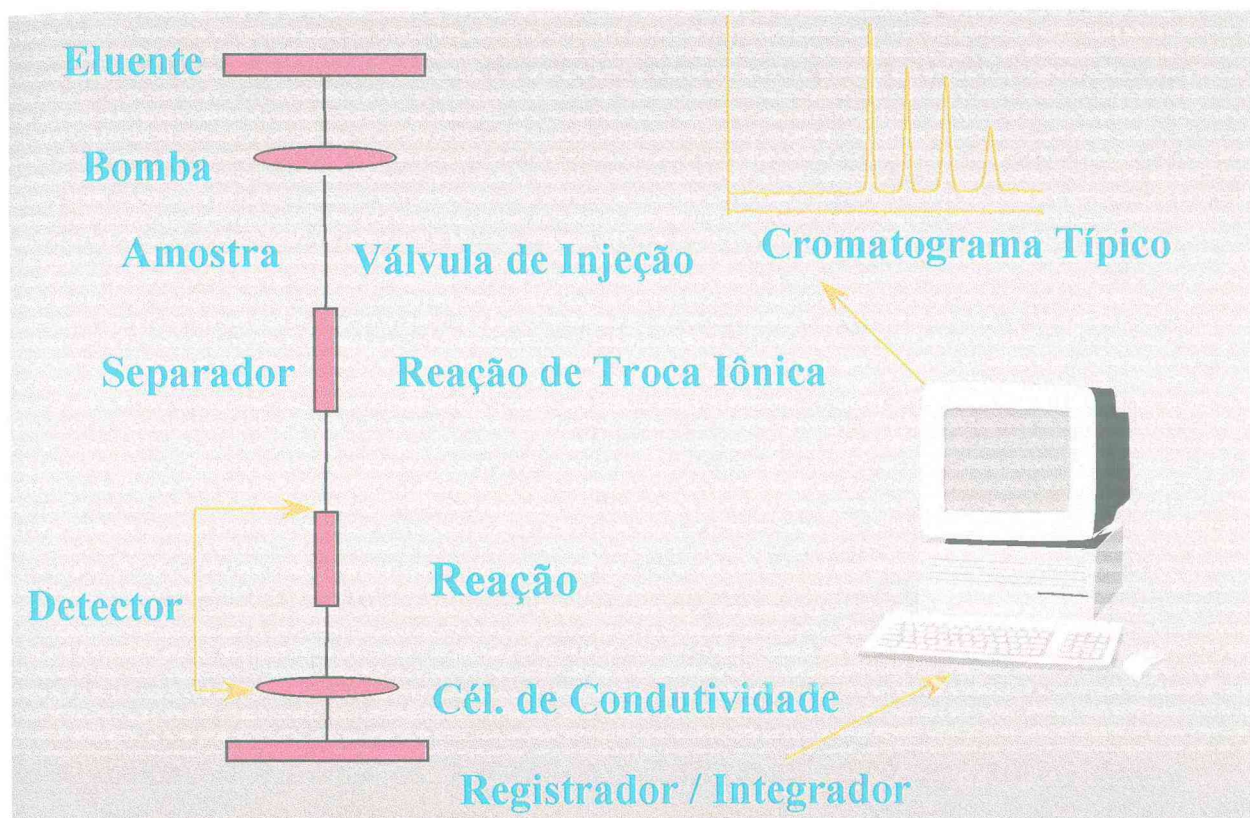 Eluente
Bomba
Amostra
Válvula de Injeção
Cromatograma Típico
Separador
Reação de Troca Iônica
Reação
Detector
Cél. de Condutividade
Registrador / Integrador